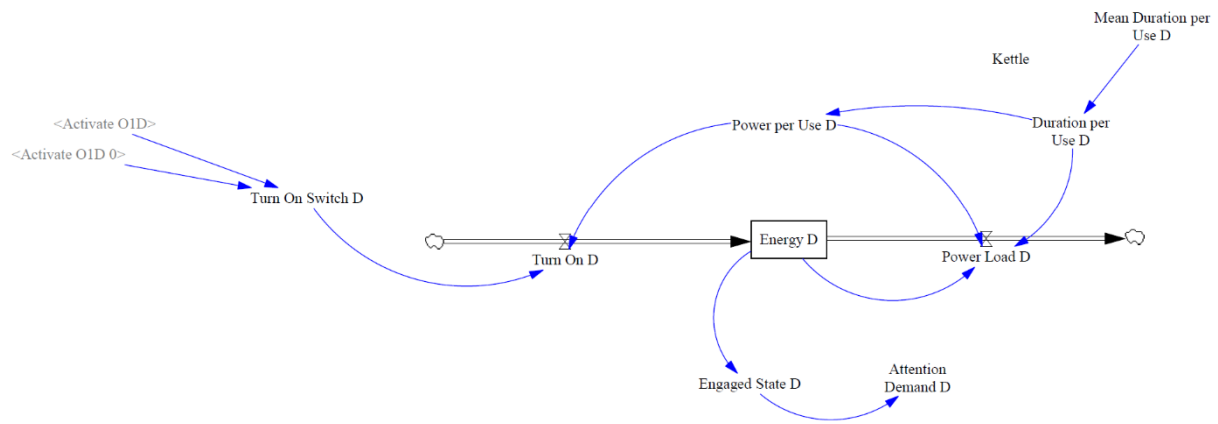 Mean Duration per
Use D
Kettle
<Activate O1D>
Power per Use D
Duration per
Use D
<Activate O1D 0>
Turn On Switch D
Energy D
Turn On D
Power Load D
Engaged State D
Attention
Demand D